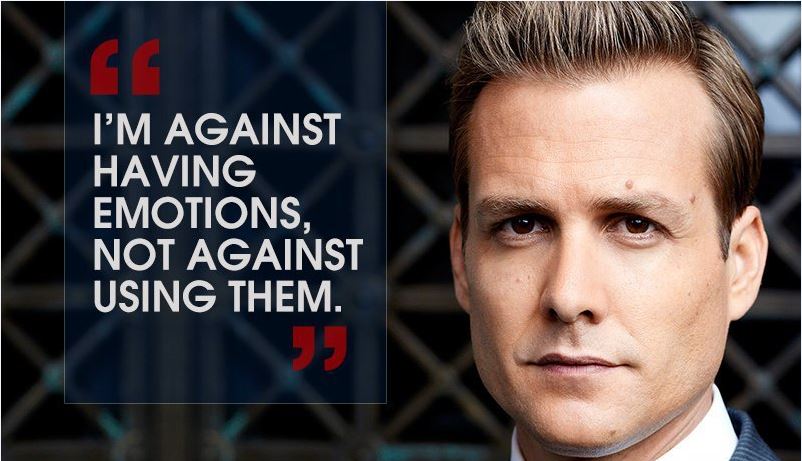 “
I’M AGAINST
HAVING
EMOTIONS,
NOT AGAINST
USING THEM.
”